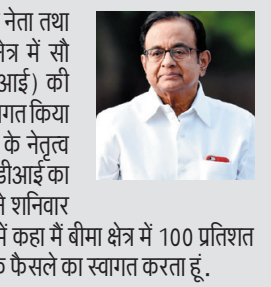 नेता तथा
क्षेत्र में सौ
आई) की
गत किया
के नेतृत्व
डीआई का
शनिवार
में कहा मैं बीमा क्षेत्र में 100 प्रतिशत
फैसले का स्वागत करता हूं.